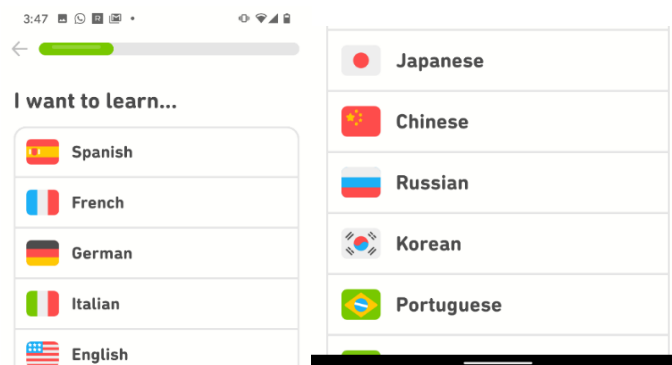 3:47
I want to learn...
Spanish
French
German
Italian
English
Japanese
Chinese
Russian
Korean
Portuguese